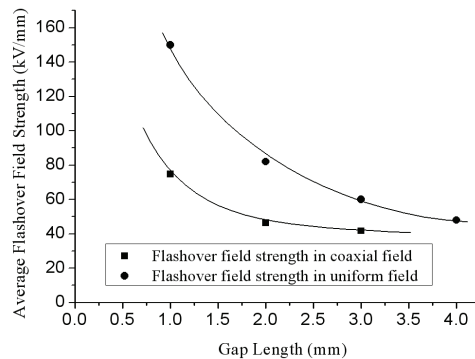 Average Flashover Field Strength (kV/mm)
160
140
120
100
80
60
40
20
0
Flashover field strength in coaxial field
Flashover field strength in uniform field
0.0 0.5 1.0 1.5 2.0 2.5 3.0 3.5 4.0
Gap Length (mm)